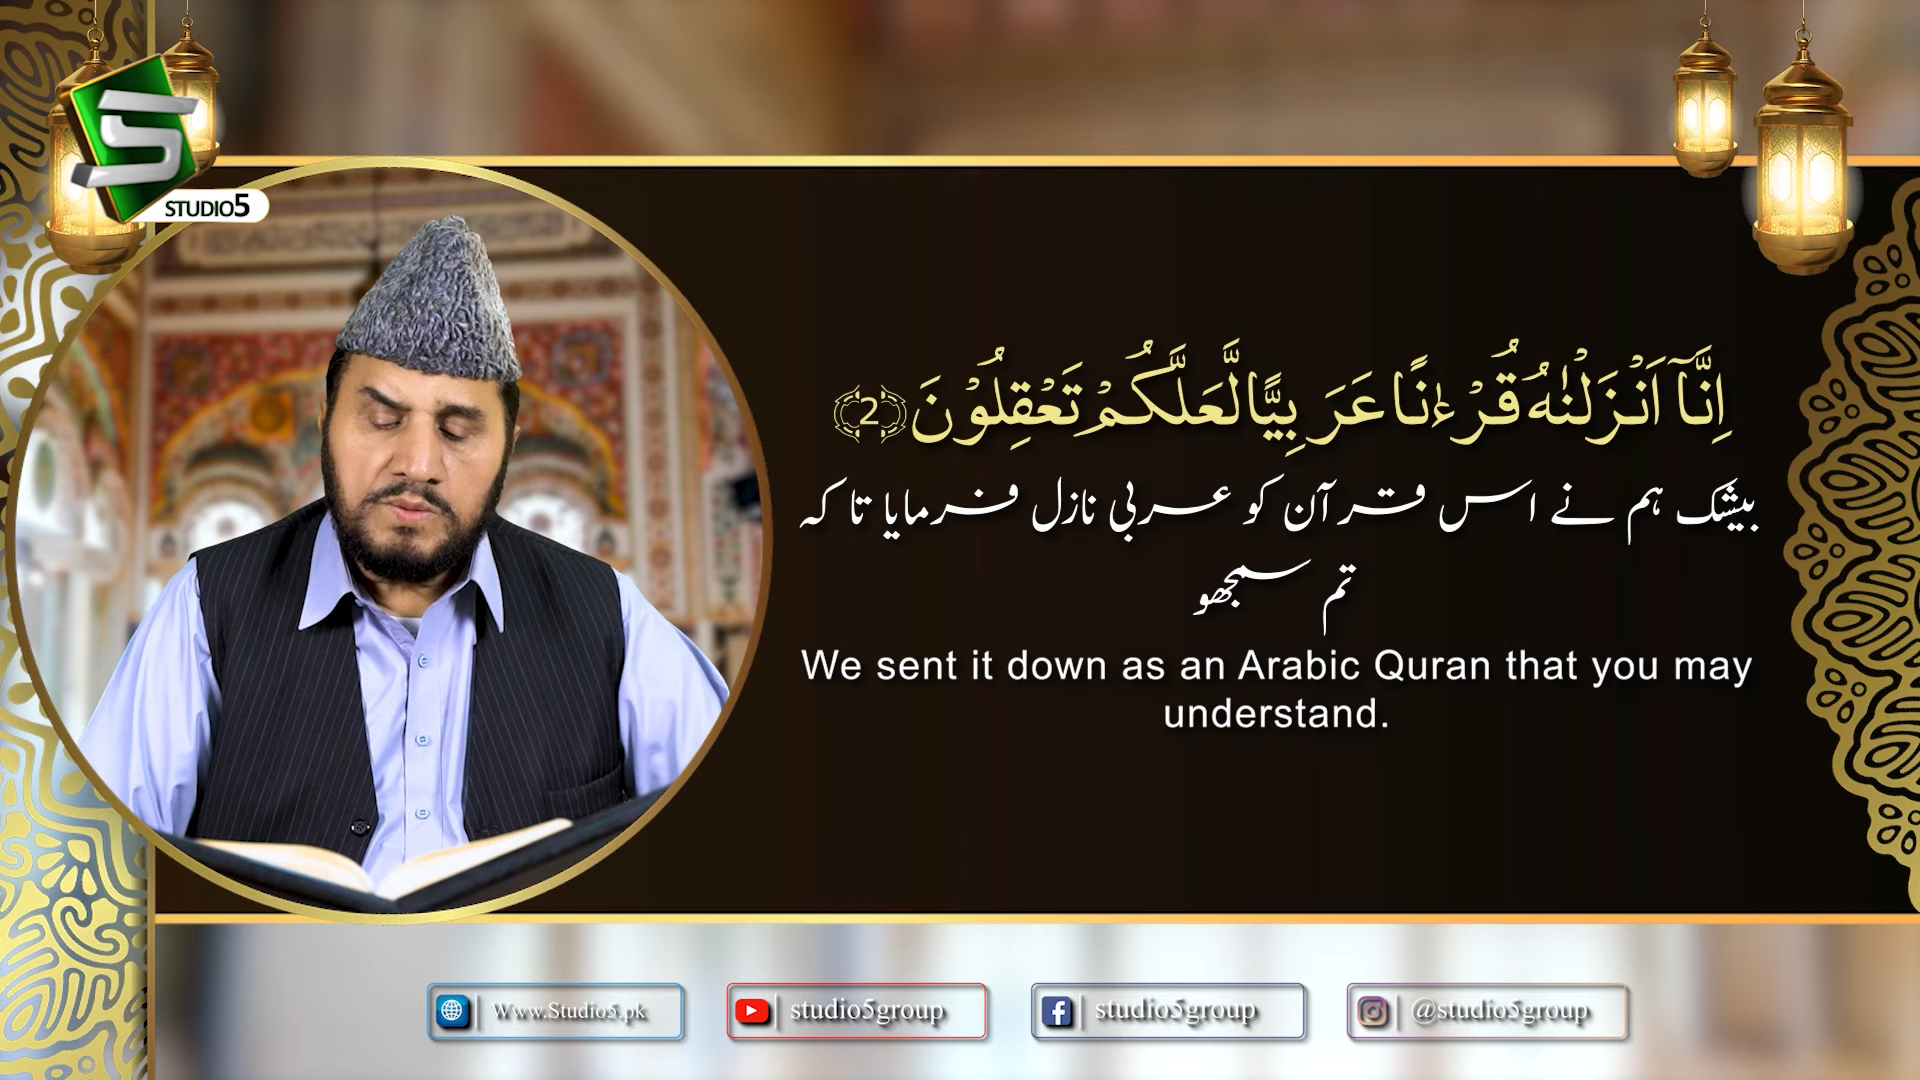 STUDIO5
اِنَّاۤ اَنْزَلْنٰهُ قُرْءٰنًا عَرَبِيًّا لَّعَلَّكُمْ تَعْقِلُوْنَ ﴿2﴾
بیشک ہم نے اس قرآن کو عربی نازل فرمایا تا کہ
تم سمجھو
We sent it down as an Arabic Quran that you may
understand.
Www.Studio5.pk
studio5group
studio5group
@studio5group